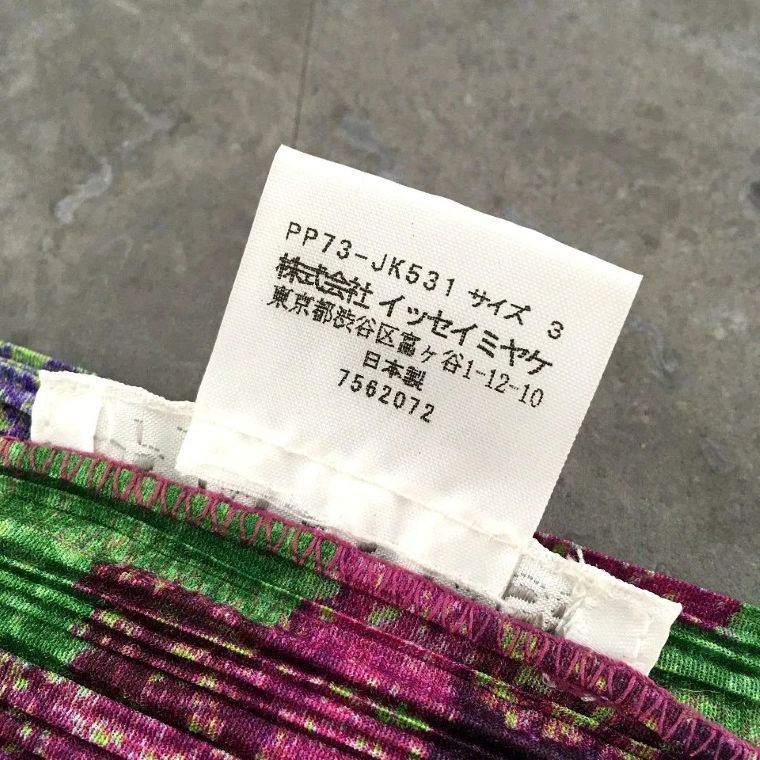 PP73-JK531 サイズ 3
株式会社 イッセイミヤケ
東京都渋谷区富ヶ谷1-12-10
日本製
7562072